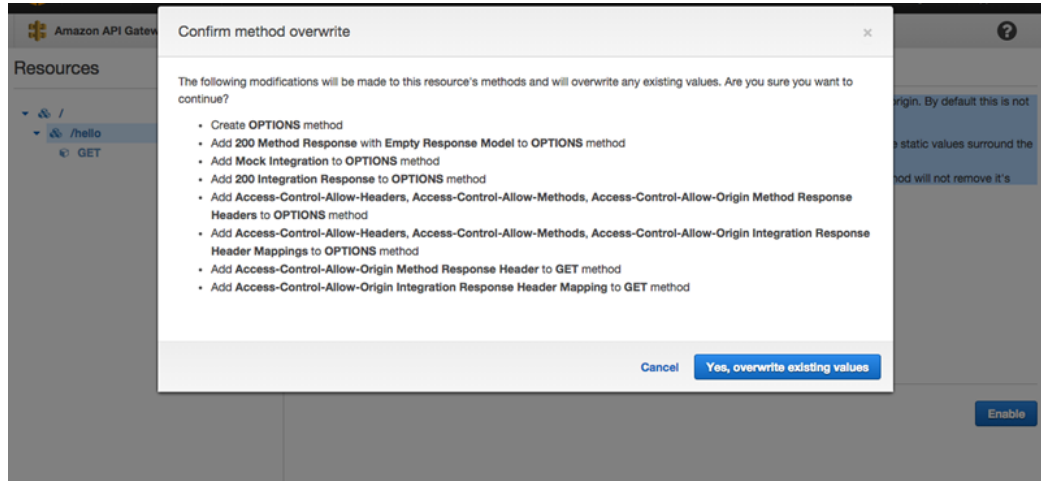 Amazon API Gatew
Confirm method overwrite
×
?
Resources
The following modifications will be made to this resource's methods and will overwrite any existing values. Are you sure you want to
continue?
/
/hello
GET
• Create OPTIONS method
• Add 200 Method Response with Empty Response Model to OPTIONS method
• Add Mock Integration to OPTIONS method
• Add 200 Integration Response to OPTIONS method
• Add Access-Control-Allow-Headers, Access-Control-Allow-Methods, Access-Control-Allow-Origin Method Response
Headers to OPTIONS method
• Add Access-Control-Allow-Headers, Access-Control-Allow-Methods, Access-Control-Allow-Origin Integration Response
Header Mappings to OPTIONS method
• Add Access-Control-Allow-Origin Method Response Header to GET method
• Add Access-Control-Allow-Origin Integration Response Header Mapping to GET method
rigin. By default this is not
static values surround the
od will not remove it's
Cancel
Yes, overwrite existing values
Enable